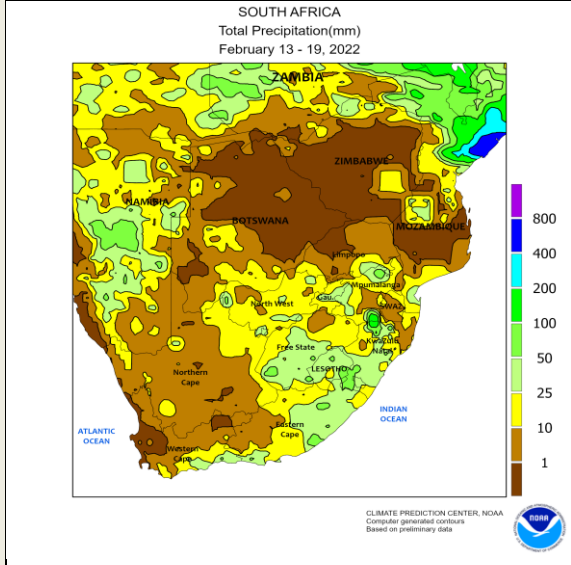 SOUTH AFRICA
Total Precipitation(mm)
February 13 - 19, 2022
ZAMBIA
ZIMBABWE
NAMIBIA
BOTSWANA
MOZAMBIQUE
Limpopo
Mpumalanga
North West
Gau
SWAZ
Kwazulu
Natal
Free State
LESOTHO
Northern
Cape
Eastern
Cape
Western
Cape
ATLANTIC
OCEAN
INDIAN
OCEAN
800
400
200
100
50
25
10
1
CLIMATE PREDICTION CENTER, NOAA
Computer generated contours
Based on preliminary data
NOAA